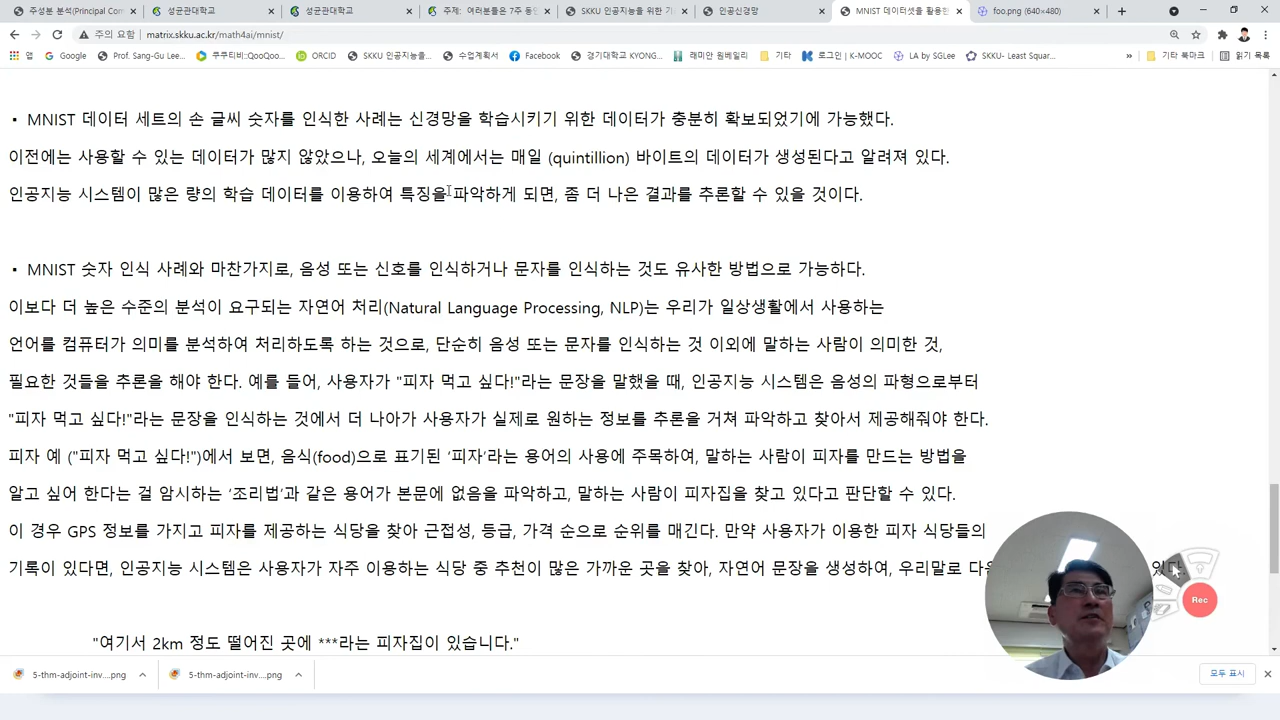 주성분 분석(Principal Com
성균관대학교
성균관대학교
주제: 여러분들은 7주 동안
SKKU 인공지능을 위한 기
인공신경망
MNIST 데이터셋을 활용한
foo.png (640×480)
주의 요함 | matrix.skku.ac.kr/math4ai/mnist/
앱
Google
Prof. Sang-Gu Lee...
쿠쿠티비::QooQoo...
ORCID
SKKU 인공지능을...
수업계획서
Facebook
경기대학교 KYONG...
래미안 원베일리
기타
로그인 | K-MOOC
LA by SGLee
SKKU- Least Squar...
»
기타 북마크
읽기 목록
▪ MNIST 데이터 세트의 손 글씨 숫자를 인식한 사례는 신경망을 학습시키기 위한 데이터가 충분히 확보되었기에 가능했다.
이전에는 사용할 수 있는 데이터가 많지 않았으나, 오늘의 세계에서는 매일 (quintillion) 바이트의 데이터가 생성된다고 알려져 있다.
인공지능 시스템이 많은 량의 학습 데이터를 이용하여 특징을 파악하게 되면, 좀 더 나은 결과를 추론할 수 있을 것이다.
▪ MNIST 숫자 인식 사례와 마찬가지로, 음성 또는 신호를 인식하거나 문자를 인식하는 것도 유사한 방법으로 가능하다.
이보다 더 높은 수준의 분석이 요구되는 자연어 처리(Natural Language Processing, NLP)는 우리가 일상생활에서 사용하는
언어를 컴퓨터가 의미를 분석하여 처리하도록 하는 것으로, 단순히 음성 또는 문자를 인식하는 것 이외에 말하는 사람이 의미한 것,
필요한 것들을 추론을 해야 한다. 예를 들어, 사용자가 "피자 먹고 싶다!"라는 문장을 말했을 때, 인공지능 시스템은 음성의 파형으로부터
"피자 먹고 싶다!"라는 문장을 인식하는 것에서 더 나아가 사용자가 실제로 원하는 정보를 추론을 거쳐 파악하고 찾아서 제공해줘야 한다.
피자 예 ("피자 먹고 싶다!")에서 보면, 음식(food)으로 표기된 ‘피자’라는 용어의 사용에 주목하여, 말하는 사람이 피자를 만드는 방법을
알고 싶어 한다는 걸 암시하는 ‘조리법’과 같은 용어가 본문에 없음을 파악하고, 말하는 사람이 피자집을 찾고 있다고 판단할 수 있다.
이 경우 GPS 정보를 가지고 피자를 제공하는 식당을 찾아 근접성, 등급, 가격 순으로 순위를 매긴다. 만약 사용자가 이용한 피자 식당들의
기록이 있다면, 인공지능 시스템은 사용자가 자주 이용하는 식당 중 추천이 많은 가까운 곳을 찾아, 자연어 문장을 생성하여, 우리말로 있다
"여기서 2km 정도 떨어진 곳에 ***라는 피자집이 있습니다."
Rec
5-thm-adjoint-inv....png
5-thm-adjoint-inv....png
모두 표시